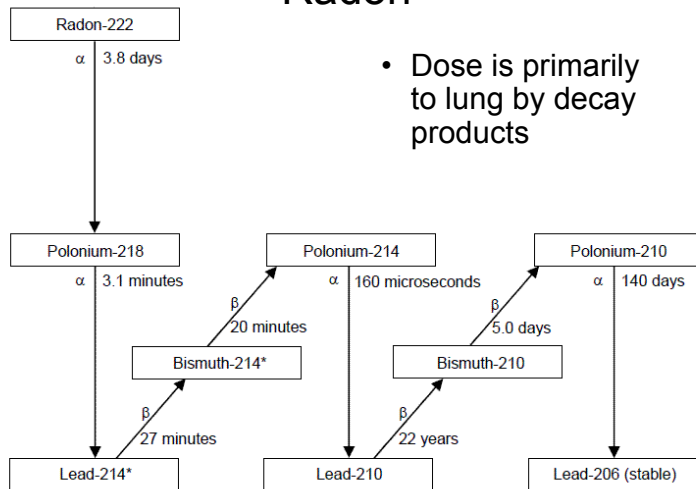 Radon
Radon-222
α 3.8 days
• Dose is primarily
to lung by decay
products
Polonium-218
Polonium-214
Polonium-210
α 3.1 minutes
α 160 microseconds
α 140 days
β
20 minutes
β
5.0 days
Bismuth-214*
Bismuth-210
β
27 minutes
β
22 years
Lead-214*
Lead-210
Lead-206 (stable)